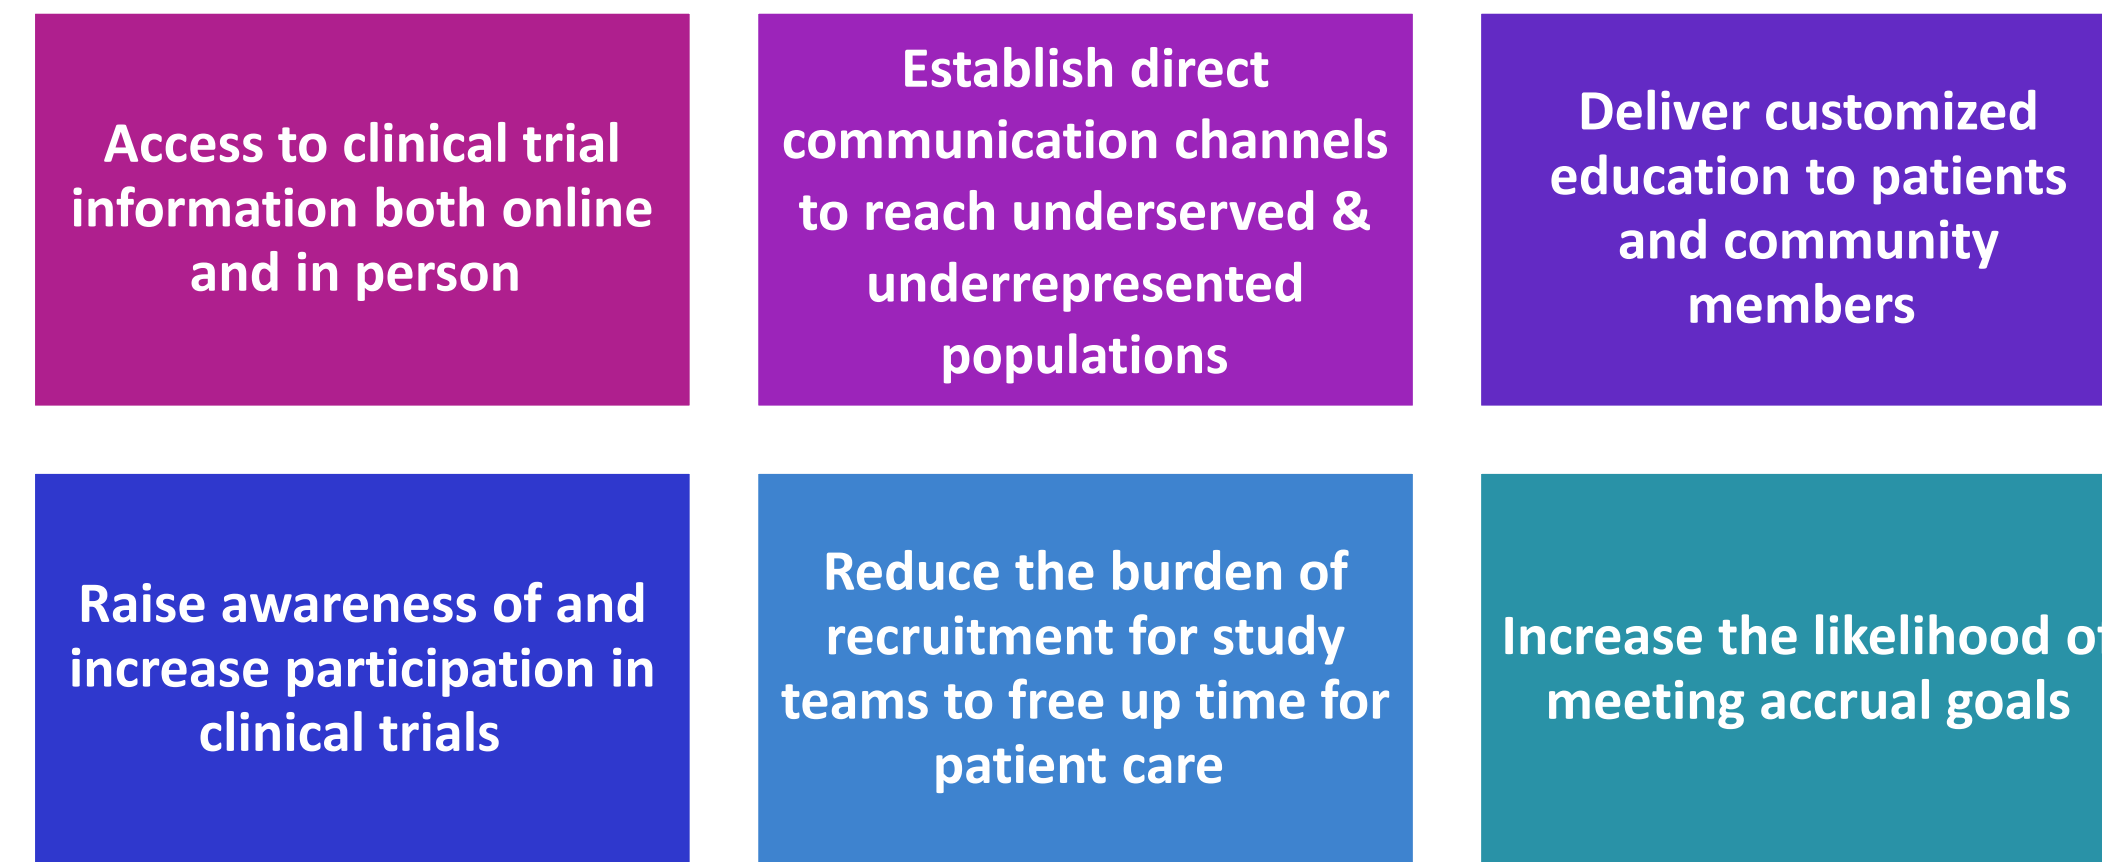 Access to clinical trial
information both online
and in person
Establish direct
communication channels
to reach underserved &
underrepresented
populations
Deliver customized
education to patients
and community
members
Raise awareness of and
increase participation in
clinical trials
Reduce the burden of
recruitment for study
teams to free up time for
patient care
Increase the likelihood of
meeting accrual goals